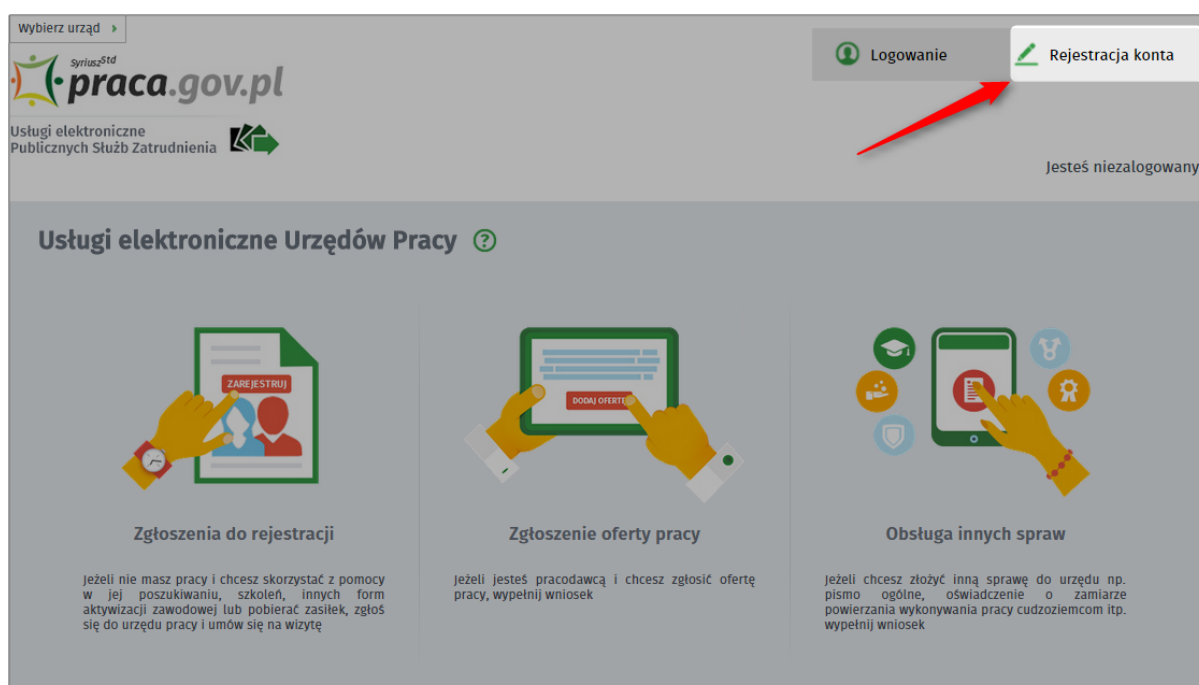 Wybierz urząd
SyriuszStd
praca.gov.pl
Usługi elektroniczne
Publicznych Służb Zatrudnienia
Logowanie
Rejestracja konta
Jesteś niezalogowany
Usługi elektroniczne Urzędów Pracy ?
ZAREJESTRUJ
DODAJ OFERTĘ
Zgłoszenia do rejestracji
Jeżeli nie masz pracy i chcesz skorzystać z pomocy
w jej poszukiwaniu, szkoleń, innych form
aktywizacji zawodowej lub pobierać zasiłek, zgłoś
się do urzędu pracy i umów się na wizytę
Zgłoszenie oferty pracy
Jeżeli jesteś pracodawcą i chcesz zgłosić ofertę
pracy, wypełnij wniosek
Obsługa innych spraw
Jeżeli chcesz złożyć inną sprawę do urzędu np.
pismo ogólne, oświadczenie o zamiarze
powierzania wykonywania pracy cudzoziemcom itp.
wypełnij wniosek